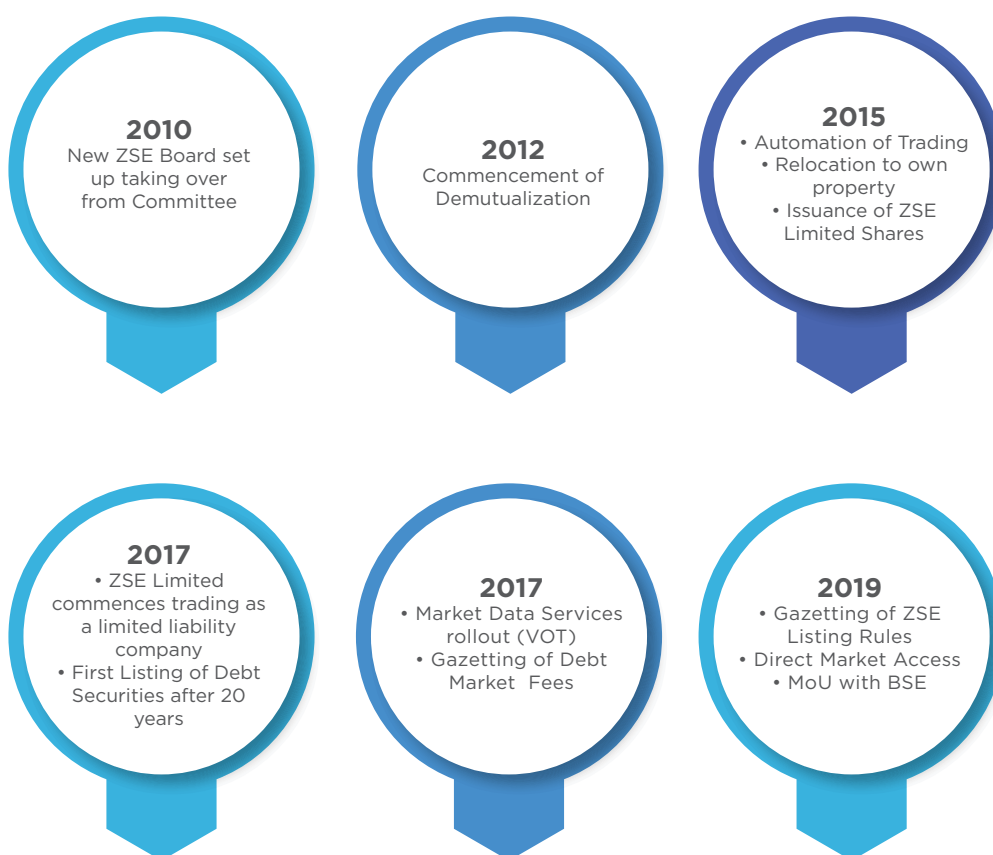 2010
New ZSE Board set
up taking over
from Committee
2012
Commencement of
Demutualization
2015
• Automation of Trading
• Relocation to own
property
• Issuance of ZSE
Limited Shares
2017
• ZSE Limited
commences trading as
a limited liability
company
• First Listing of Debt
Securities after 20
years
2017
• Market Data Services
rollout (VOT)
• Gazetting of Debt
Market Fees
2019
• Gazetting of ZSE
Listing Rules
• Direct Market Access
• MoU with BSE